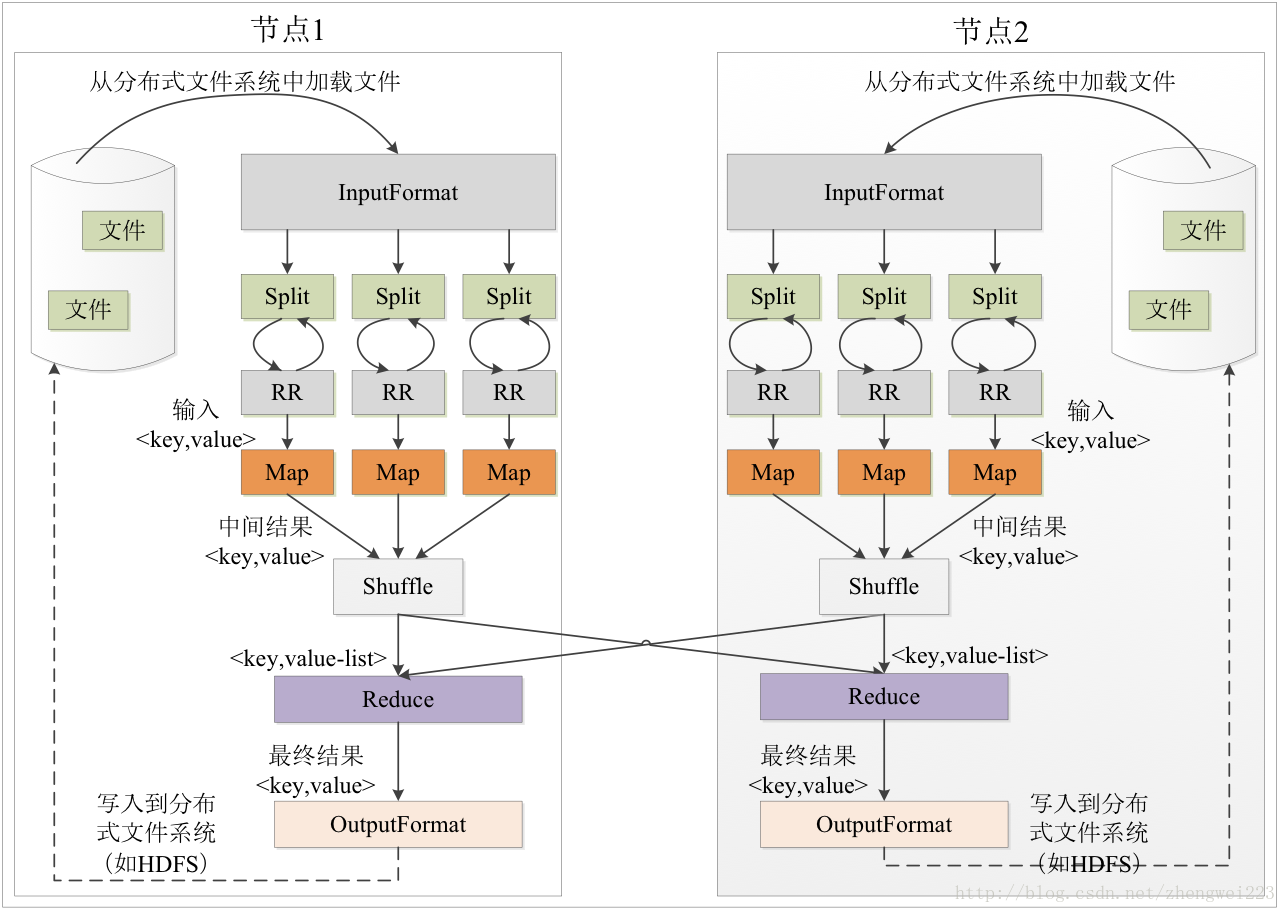 节点1
从分布式文件系统中加载文件
InputFormat
文件
文件
Split
Split
Split
RR
RR
RR
输入
<key,value>
Map
Map
Map
中间结果
<key,value>
Shuffle
<key,value-list>
Reduce
最终结果
<key,value>
OutputFormat
写入到分布
式文件系统
（如HDFS）
节点2
从分布式文件系统中加载文件
InputFormat
文件
文件
Split
Split
Split
RR
RR
RR
输入
<key,value>
Map
Map
Map
中间结果
<key,value>
Shuffle
<key,value-list>
Reduce
最终结果
<key,value>
OutputFormat
写入到分布
式文件系统
（如HDFS）
http://blog.csdn.net/zhengwei223